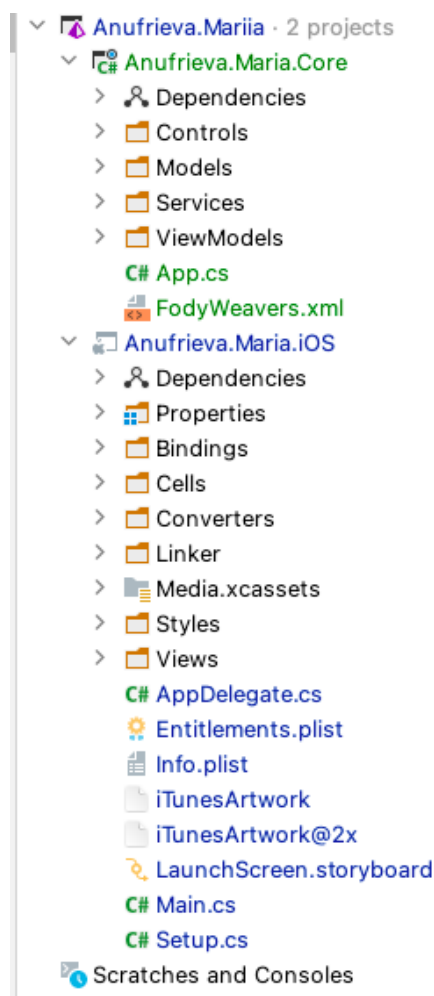 Anufrieva.Mariia · 2 projects
C# Anufrieva.Maria.Core
Dependencies
Controls
Models
Services
ViewModels
C# App.cs
FodyWeavers.xml
Anufrieva.Maria.iOS
Dependencies
Properties
Bindings
Cells
Converters
Linker
Media.xcassets
Styles
Views
C# AppDelegate.cs
Entitlements.plist
Info.plist
iTunesArtwork
iTunesArtwork@2x
LaunchScreen.storyboard
C# Main.cs
C# Setup.cs
Scratches and Consoles